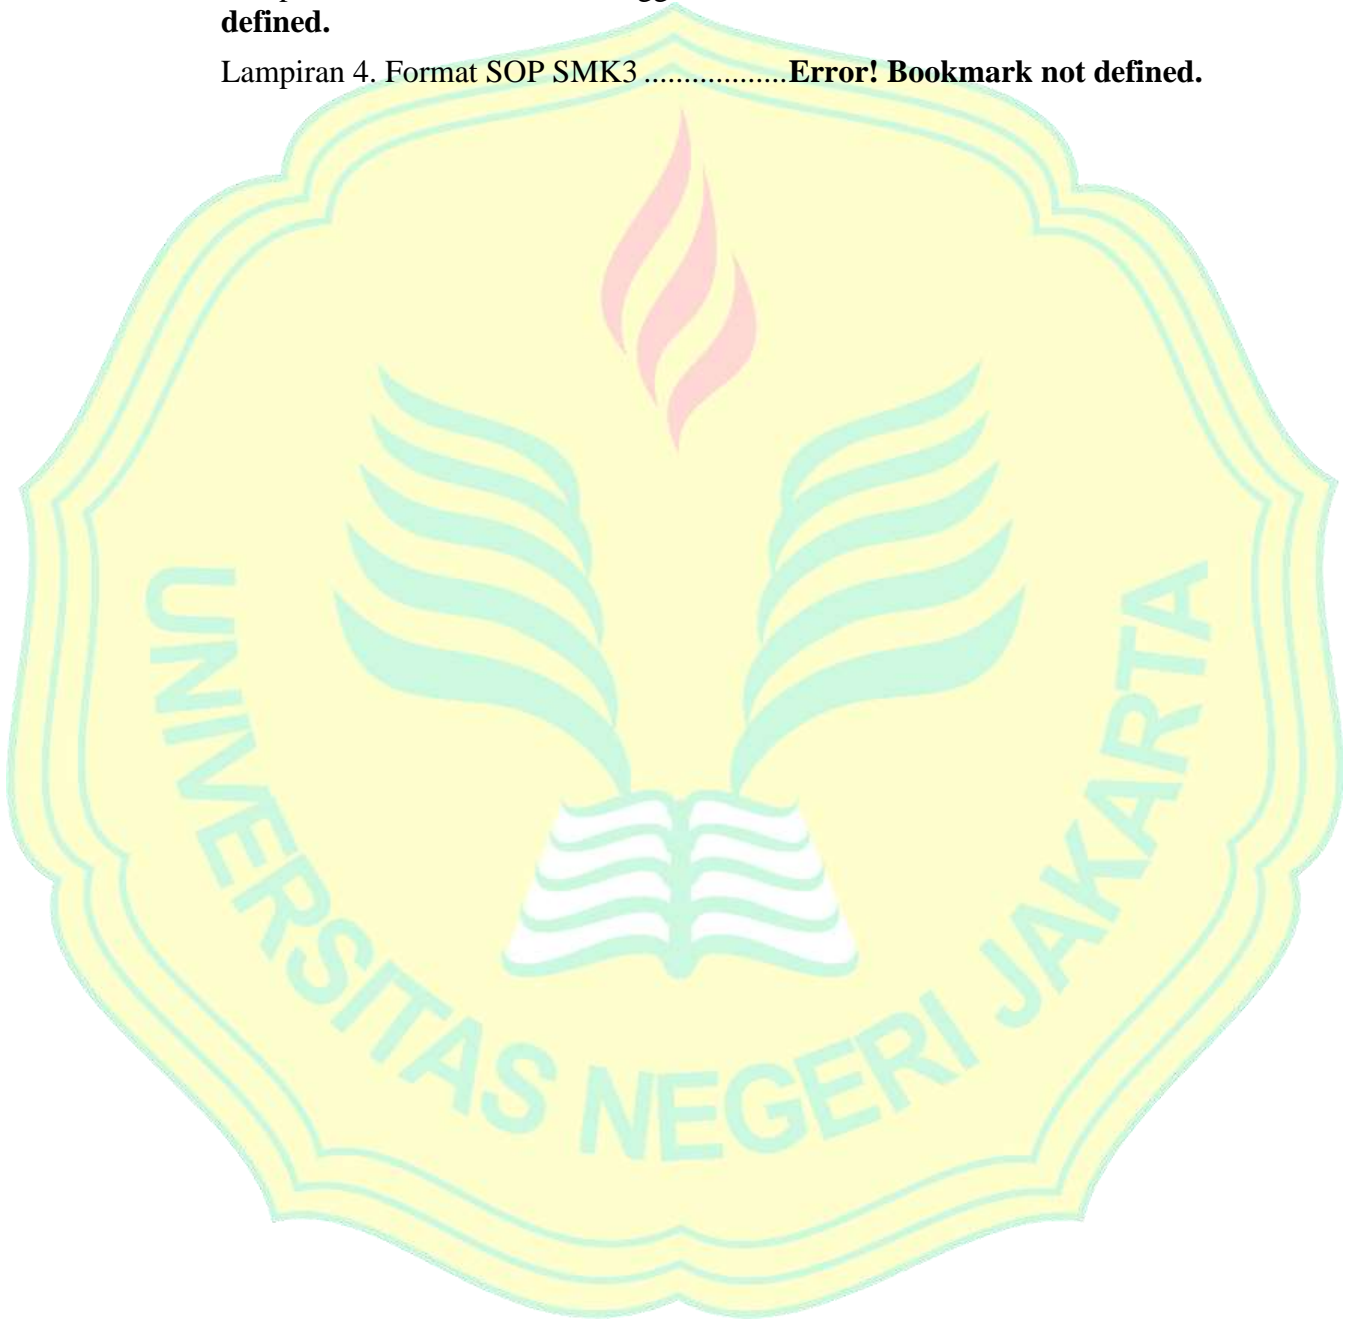 defined.
Lampiran 4. Format SOP SMK3 ..................Error! Bookmark not defined.
UNIVERSITAS NEGERI JAKARTA